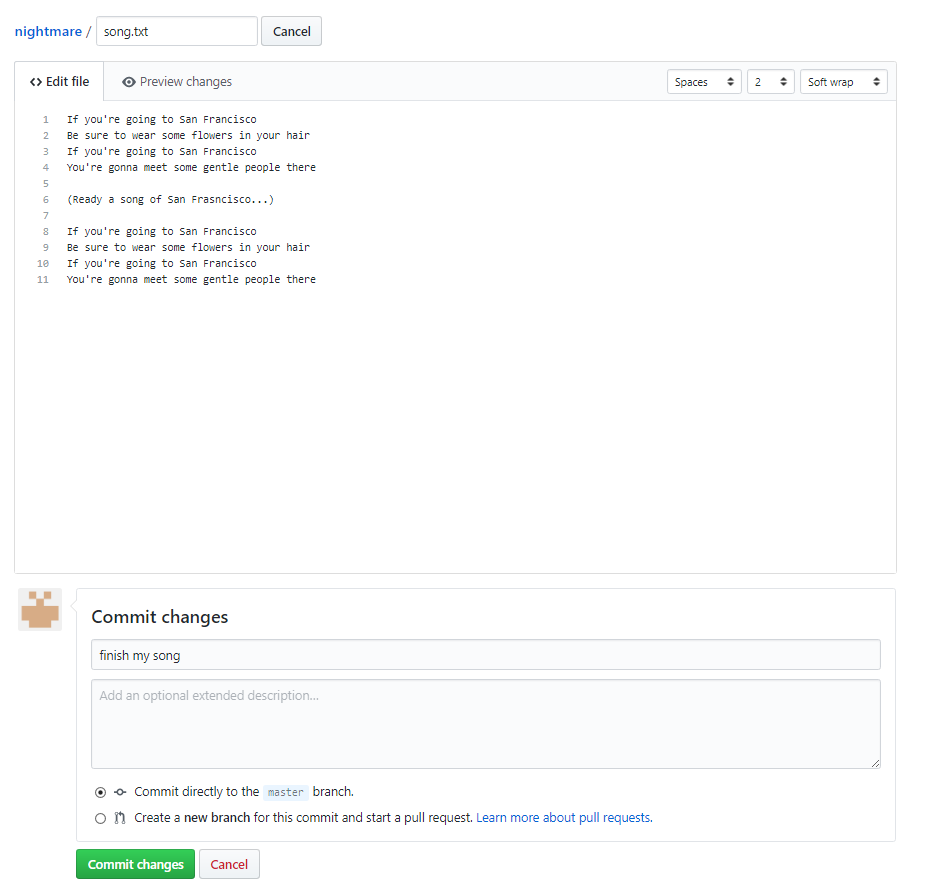 nightmare / song.txt Cancel
<> Edit file Preview changes Spaces 2 Soft wrap
1 If you're going to San Francisco
2 Be sure to wear some flowers in your hair
3 If you're going to San Francisco
4 You're gonna meet some gentle people there
5
6 (Ready a song of San Frasncisco...)
7
8 If you're going to San Francisco
9 Be sure to wear some flowers in your hair
10 If you're going to San Francisco
11 You're gonna meet some gentle people there
Commit changes
finish my song
Add an optional extended description...
Commit directly to the master branch.
Create a new branch for this commit and start a pull request. Learn more about pull requests.
Commit changes Cancel